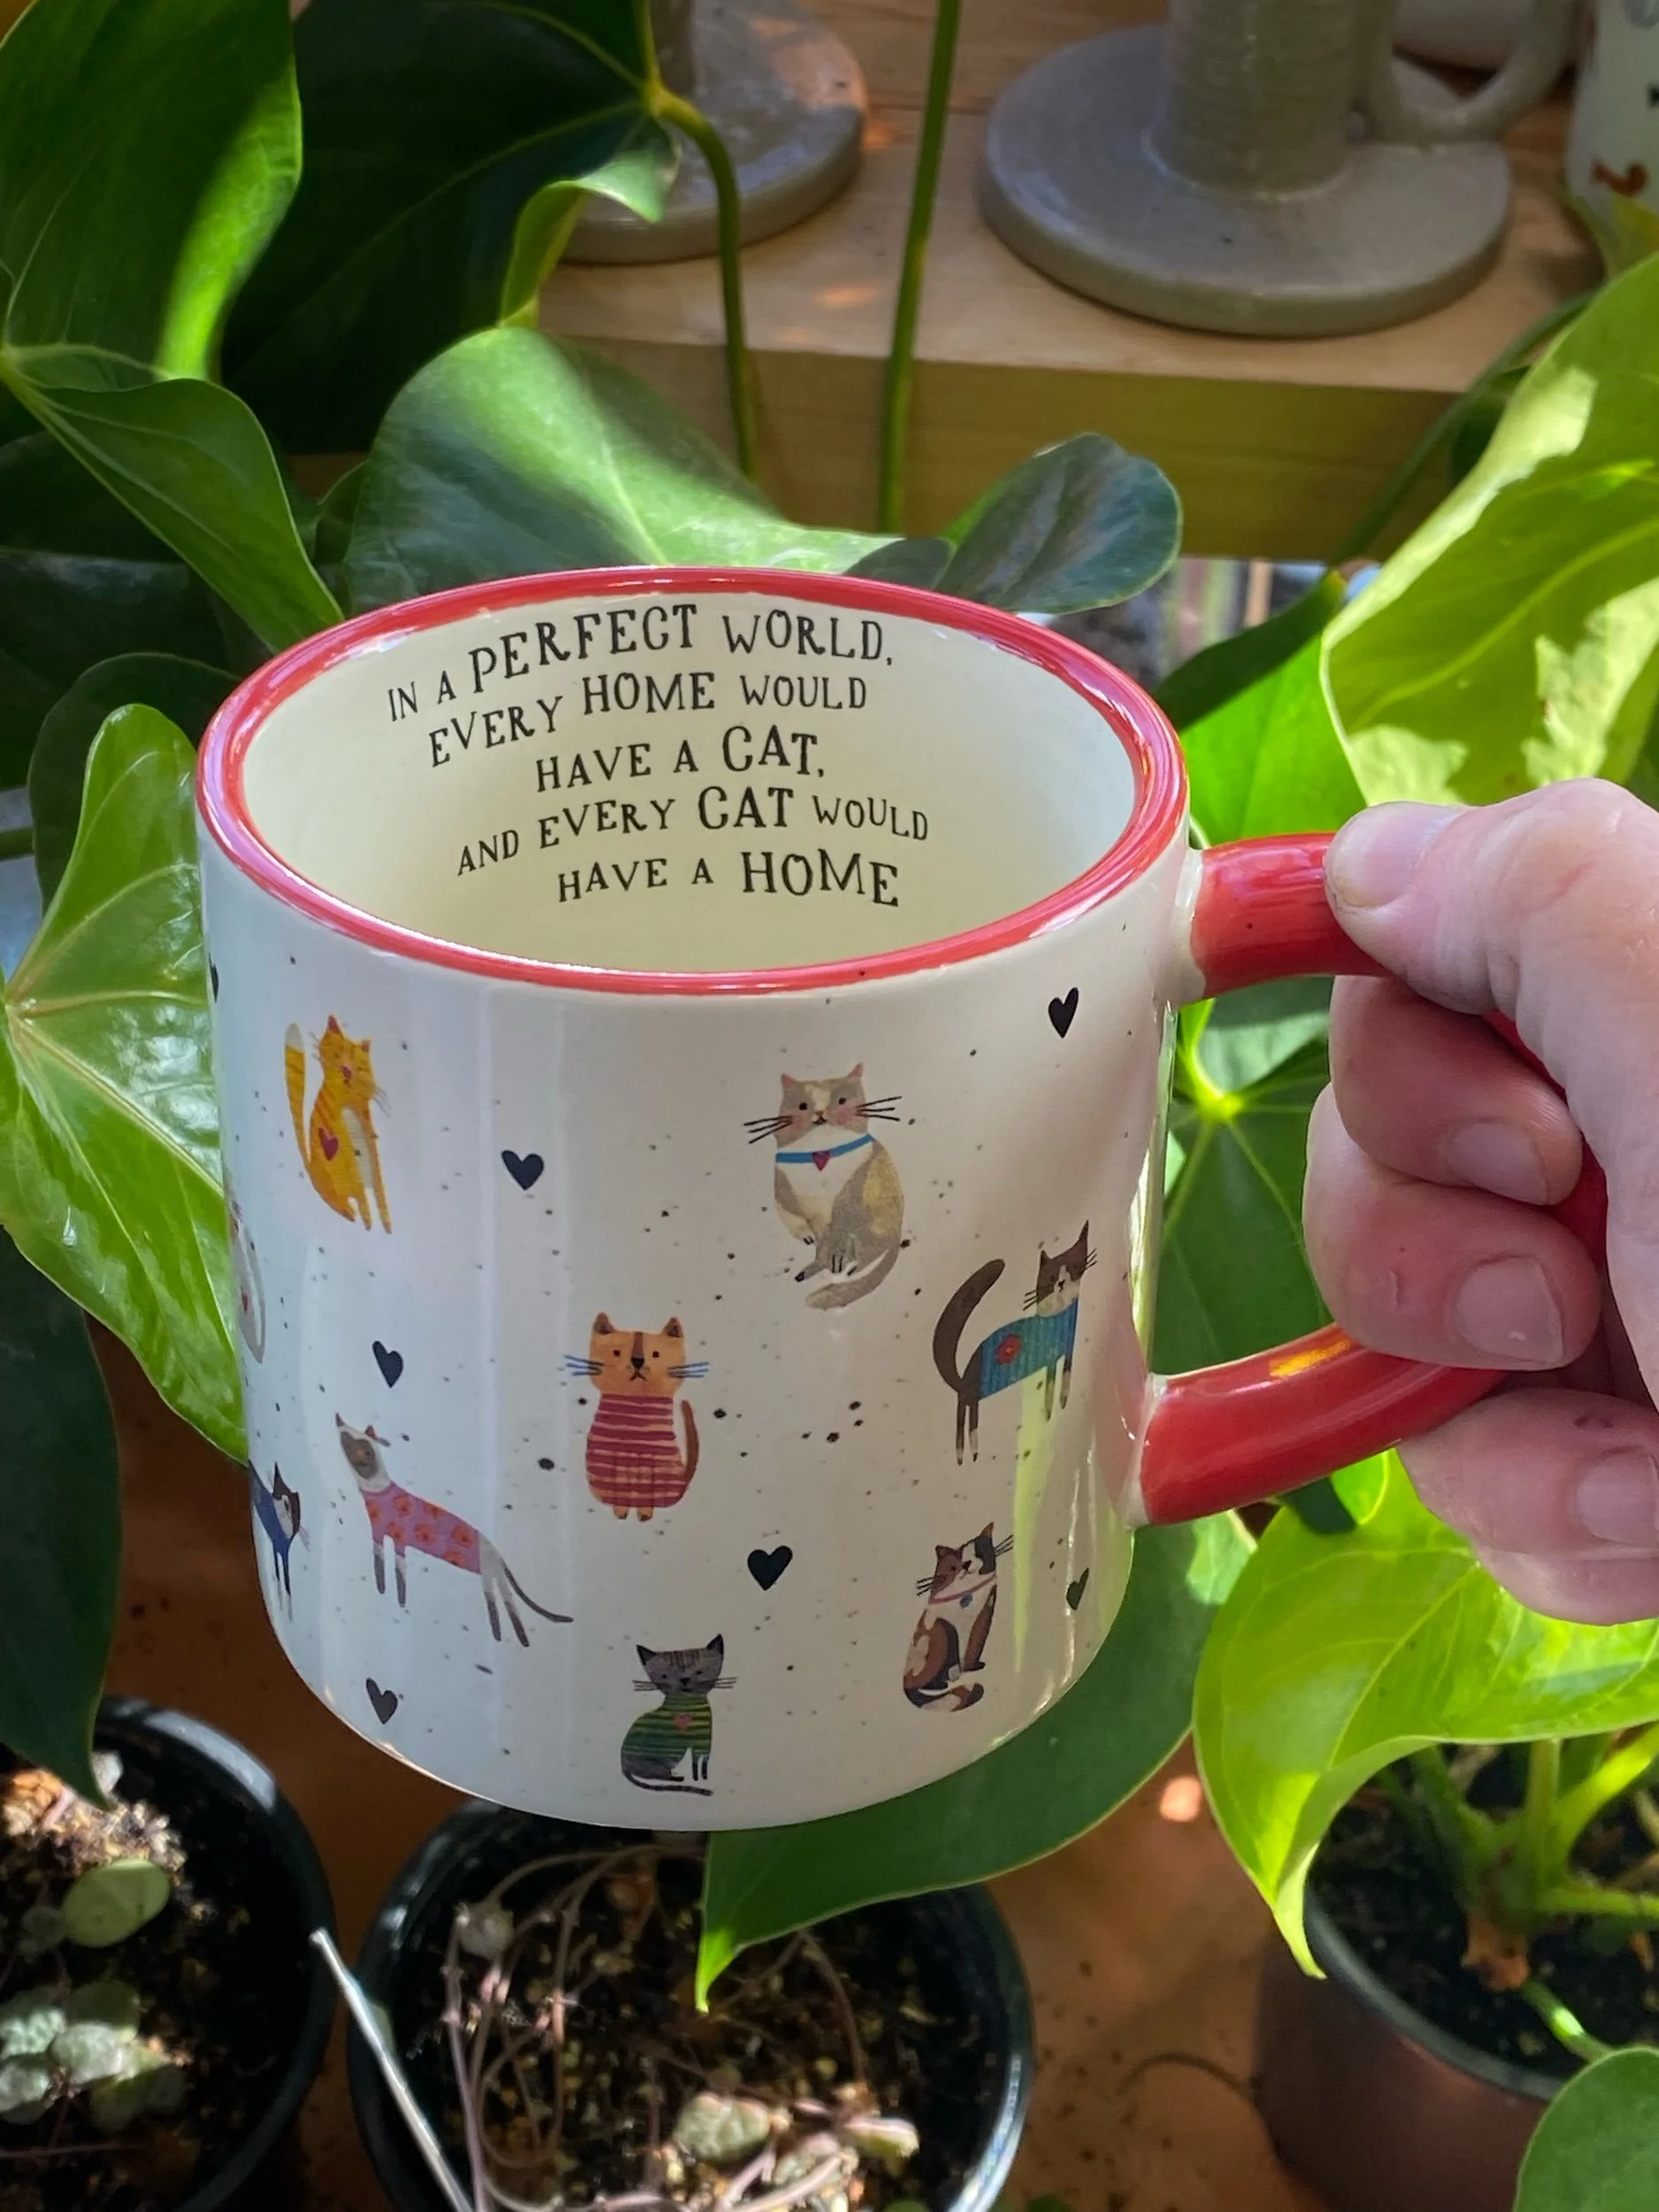 IN A PERFECT WORLD,
EVERY HOME WOULD
HAVE A CAT,
AND EVERY CAT WOULD
HAVE A HOME